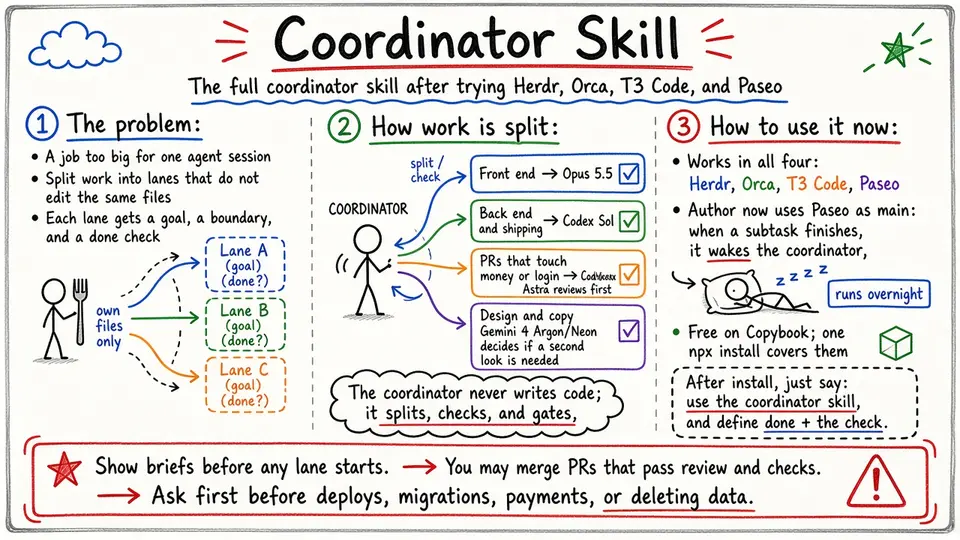 Coordinator Skill
The full coordinator skill after trying Herdr, Orca, T3 Code, and Paseo
1 The problem:
• A job too big for one agent session
• Split work into lanes that do not
edit the same files
• Each lane gets a goal, a boundary,
and a done check
own
files
only
Lane A
(goal)
(done?)
Lane B
(goal)
(done?)
Lane C
(goal)
(done?)
2 How work is split:
split /
check
COORDINATOR
Front end → Opus 5.5
Back end
and shipping → Codex Sol
PRs that touch
money or login →
Astra reviews first
Design and copy
Gemini 4 Argon/Neon
decides if a second
look is needed
The coordinator never writes code;
it splits, checks, and gates,
3 How to use it now:
• Works in all four:
Herdr, Orca, T3 Code, Paseo
• Author now uses Paseo as main:
when a subtask finishes,
it wakes the coordinator,
z z z z
runs overnight
• Free on Copybook; one
npx install covers them
After install, just say:
use the coordinator skill,
and define done + the check.
Show briefs before any lane starts. → You may merge PRs that pass review and checks.
→ Ask first before deploys, migrations, payments, or deleting data.
!